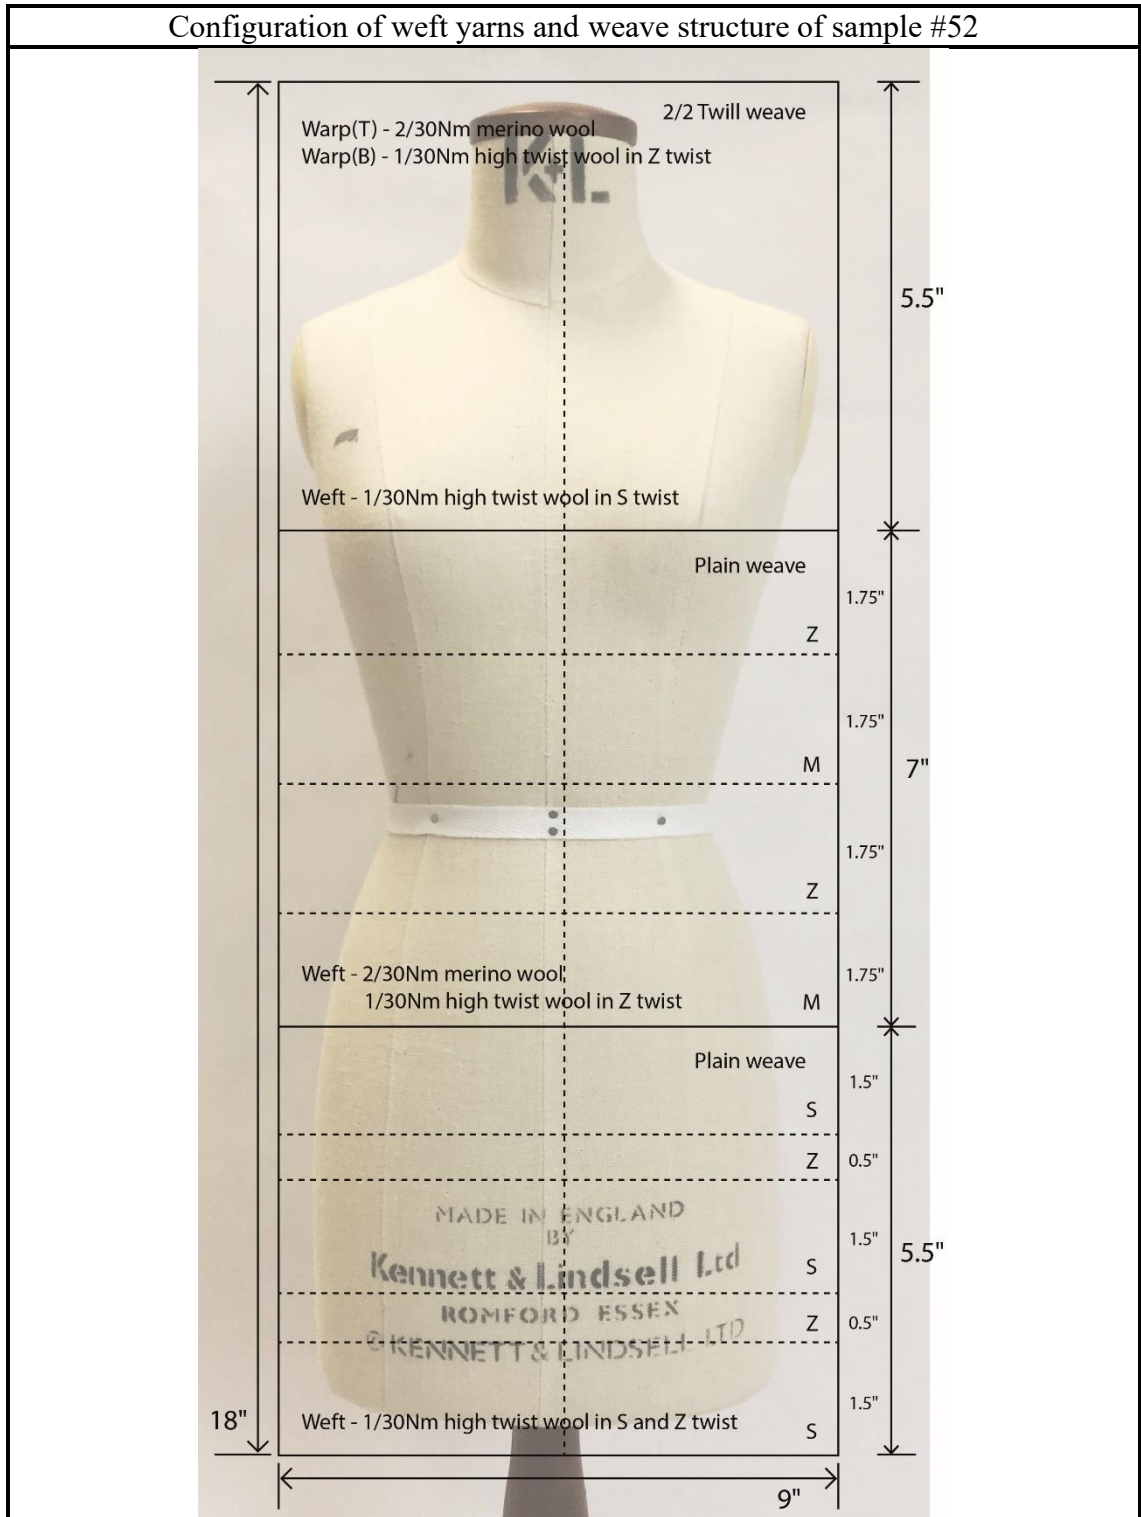 Configuration of weft yarns and weave structure of sample #52
2/2 Twill weave
Warp(T) - 2/30Nm merino wool
Warp(B) - 1/30Nm high twist wool in Z twist
K&L
5.5"
Weft - 1/30Nm high twist wool in S twist
Plain weave
1.75"
Z
1.75"
M
7"
1.75"
Z
Weft - 2/30Nm merino wool
1/30Nm high twist wool in Z twist
1.75"
M
Plain weave
1.5"
S
Z
0.5"
MADE IN ENGLAND
BY
Kennett & Lindsell Ltd
1.5"
S
5.5"
ROMFORD ESSEX
Z
0.5"
© KENNETT & LINDSELL LTD
1.5"
18"
Weft - 1/30Nm high twist wool in S and Z twist
S
9"